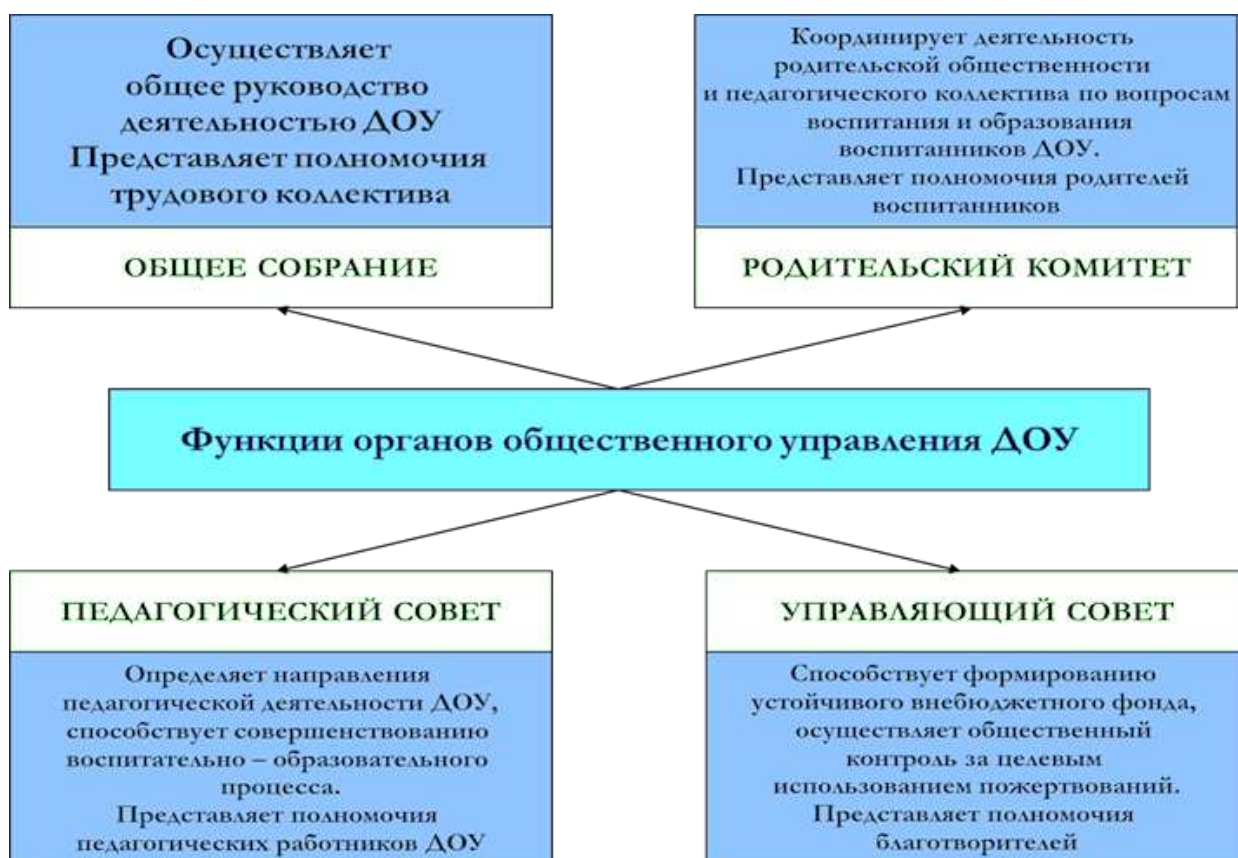 Осуществляет
общее руководство
деятельностью ДОУ
Представляет полномочия
трудового коллектива
ОБЩЕЕ СОБРАНИЕ
Координирует деятельность
родительской общественности
и педагогического коллектива по вопросам
воспитания и образования
воспитанников ДОУ.
Представляет полномочия родителей
воспитанников
РОДИТЕЛЬСКИЙ КОМИТЕТ
Функции органов общественного управления ДОУ
ПЕДАГОГИЧЕСКИЙ СОВЕТ
Определяет направления
педагогической деятельности ДОУ,
способствует совершенствованию
воспитательно – образовательного
процесса.
Представляет полномочия
педагогических работников ДОУ
УПРАВЛЯЮЩИЙ СОВЕТ
Способствует формированию
устойчивого внебюджетного фонда,
осуществляет общественный
контроль за целевым
использованием пожертвований.
Представляет полномочия
благотворителей